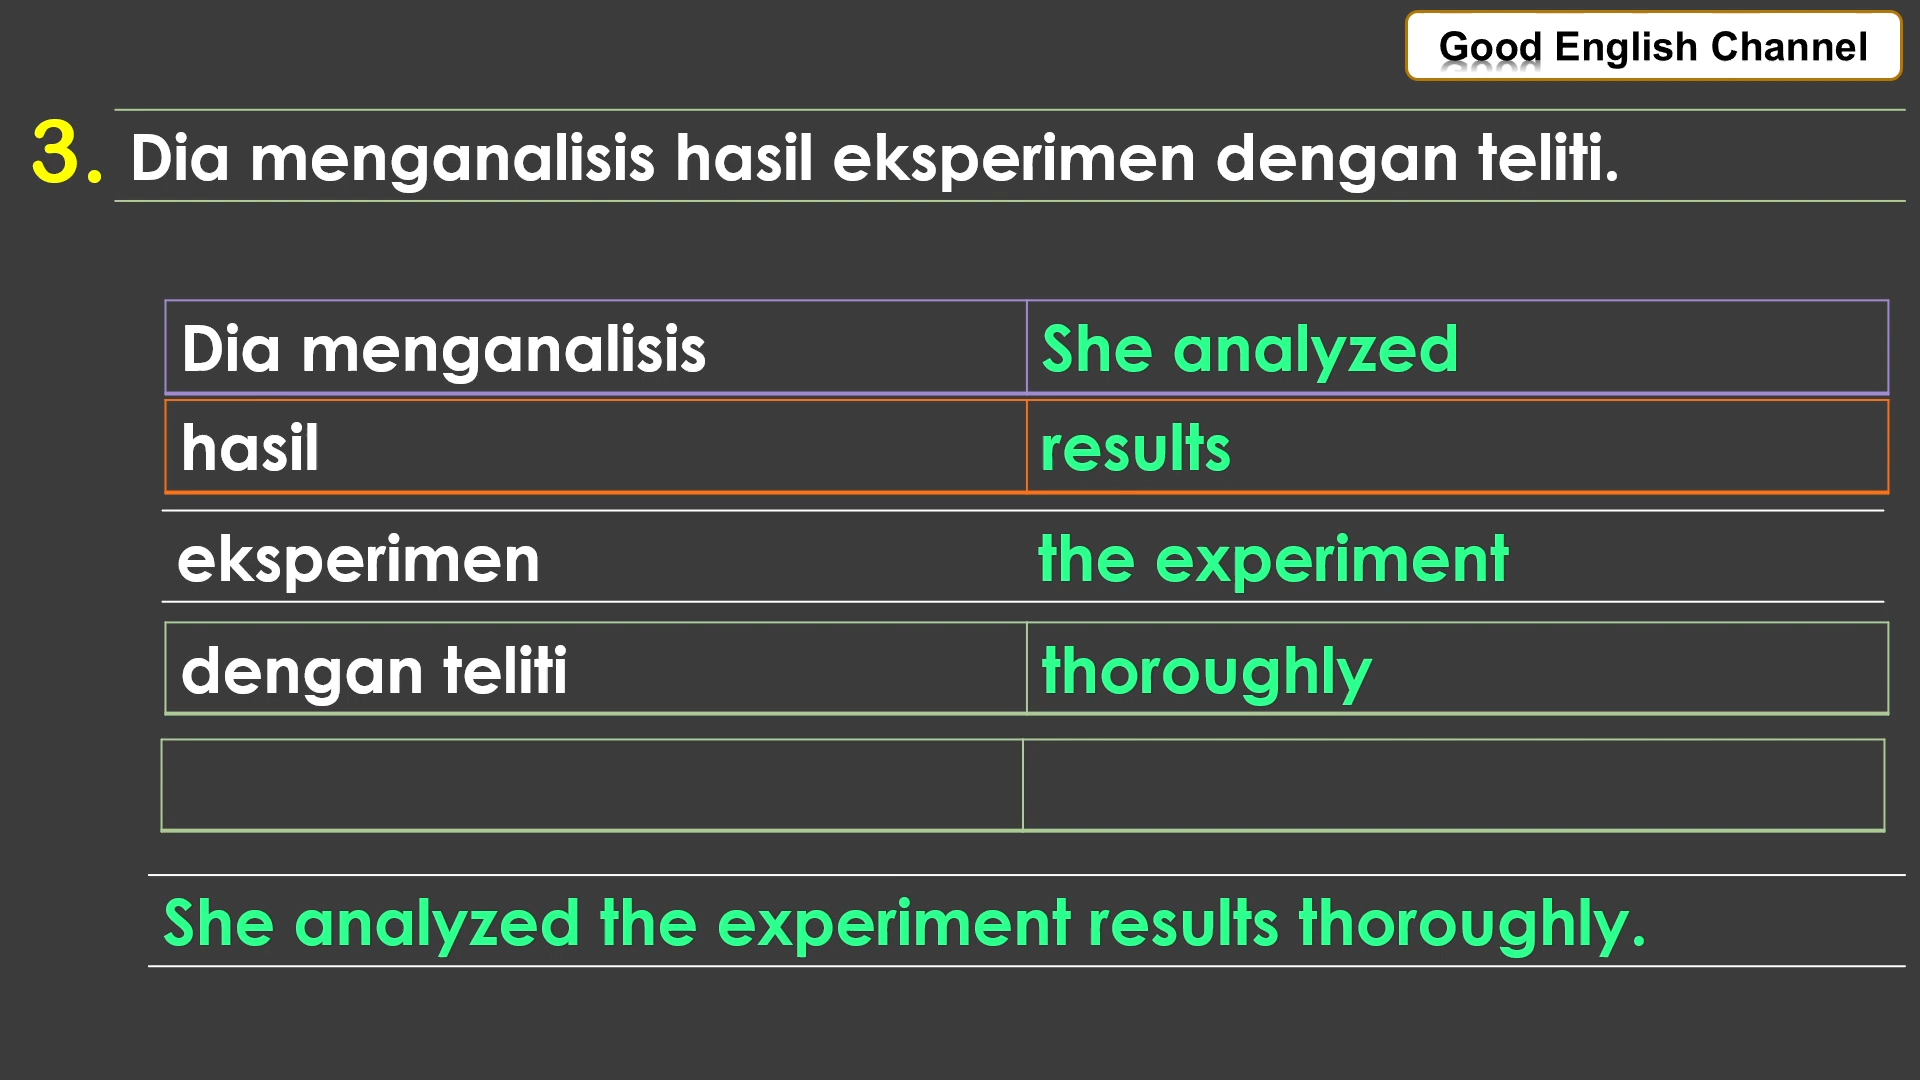 Good English Channel
3. Dia menganalisis hasil eksperimen dengan teliti.
Dia menganalisis She analyzed
hasil results
eksperimen the experiment
dengan teliti thoroughly
She analyzed the experiment results thoroughly.